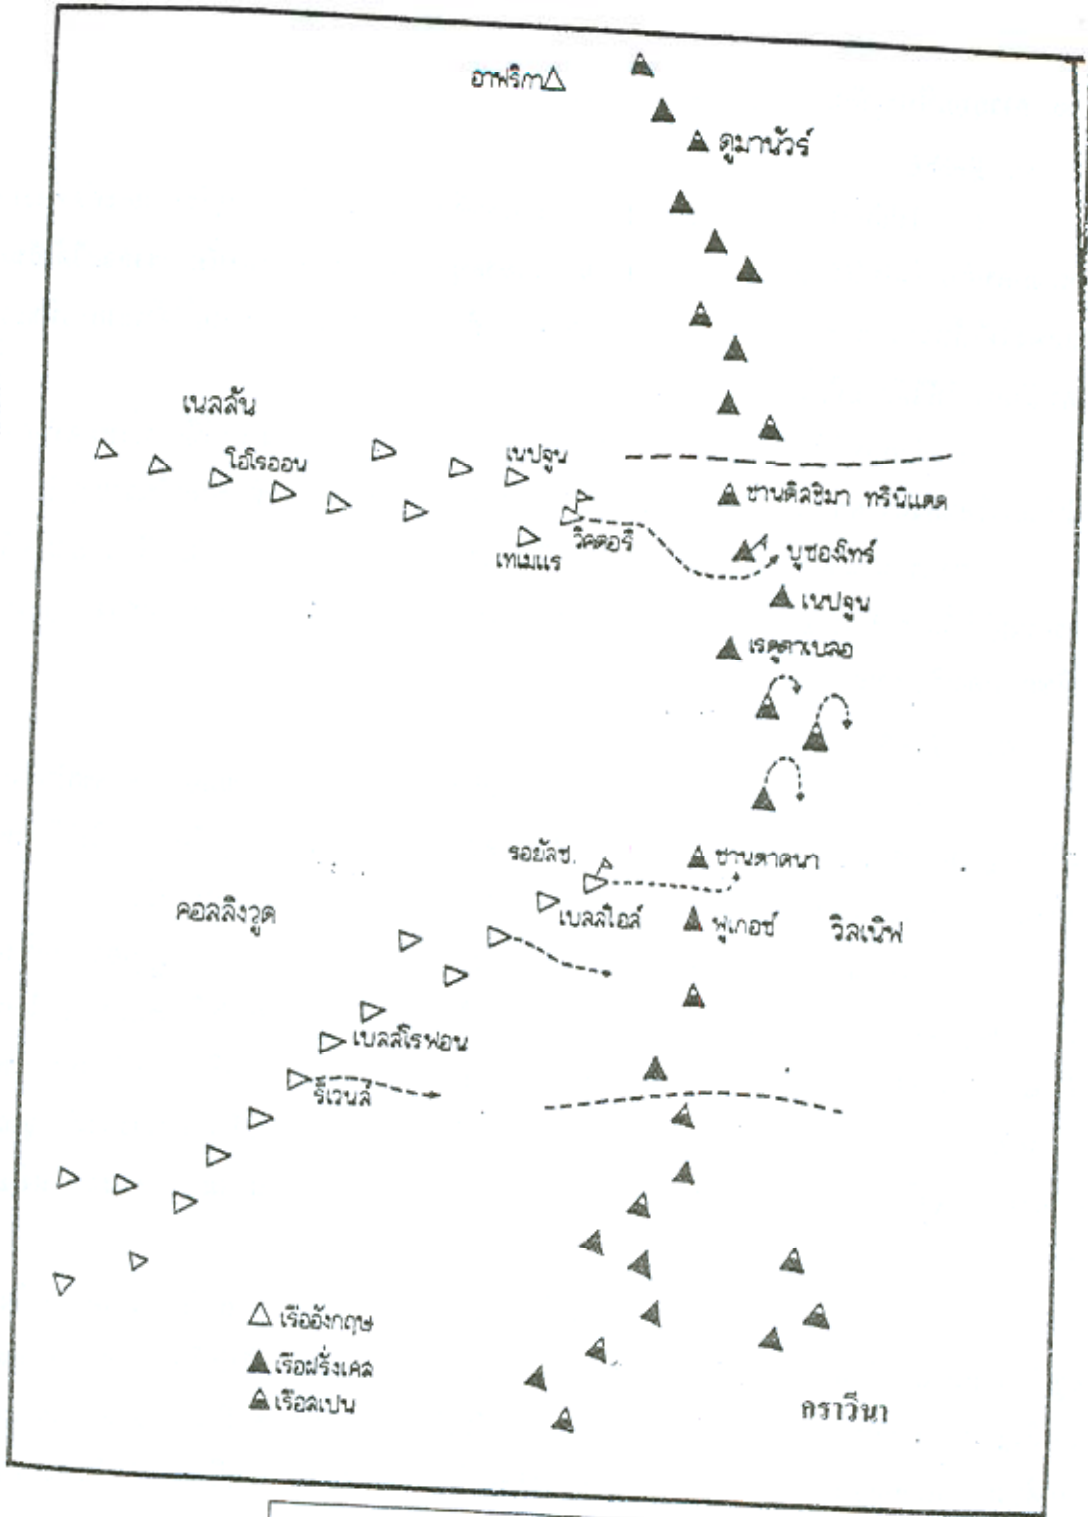 อาฟริกา
ดูมานัวร์
เนลสัน
โอไรออน
เนปจูน
ซานติสซิมา ทรินิแดด
วิคตอรี่
เทเมแร
บูซองโทร์
เนปจูน
เรดูตาเบลอ
รอยัลซ.
ซานตาคนา
เบลล์ไอล์
คอลลิงวูด
ฟูเกอซ์
วิลเนิฟ
เบลล์โรฟอน
รีเวนส์
เรืออังกฤษ
เรือฝรั่งเศส
เรือสเปน
คราวีนา